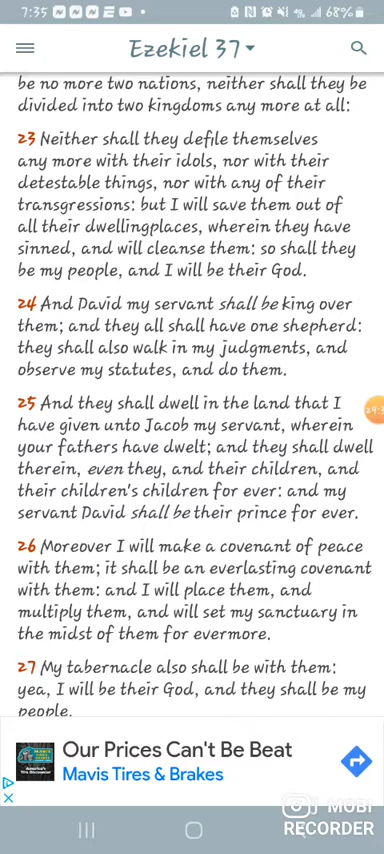 7:35
68%
Ezekiel 37
be no more two nations, neither shall they be
divided into two kingdoms any more at all:
23 Neither shall they defile themselves
any more with their idols, nor with their
detestable things, nor with any of their
transgressions: but I will save them out of
all their dwellingplaces, wherein they have
sinned, and will cleanse them: so shall they
be my people, and I will be their God.
24 And David my servant shall be king over
them; and they all shall have one shepherd:
they shall also walk in my judgments, and
observe my statutes, and do them.
25 And they shall dwell in the land that I
have given unto Jacob my servant, wherein
your fathers have dwelt; and they shall dwell
therein, even they, and their children, and
their children's children for ever: and my
servant David shall be their prince for ever.
26 Moreover I will make a covenant of peace
with them; it shall be an everlasting covenant
with them: and I will place them, and
multiply them, and will set my sanctuary in
the midst of them for evermore.
27 My tabernacle also shall be with them:
yea, I will be their God, and they shall be my
people.
Our Prices Can't Be Beat
Mavis Tires & Brakes
MOBI
RECORDER